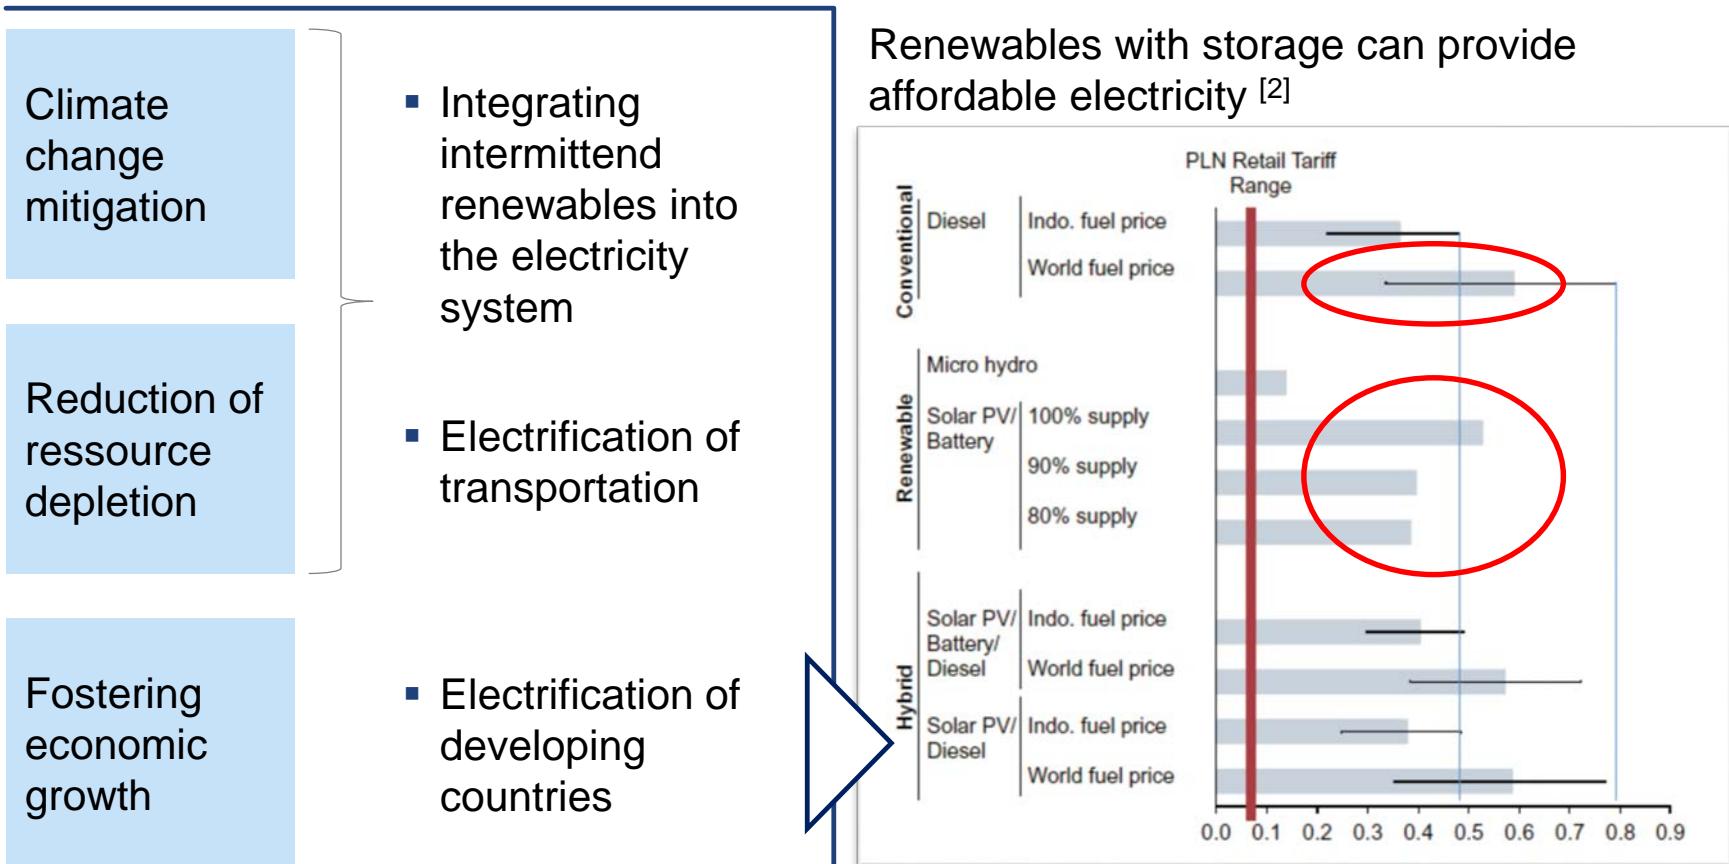 Climate
change
mitigation
Reduction of
ressource
depletion
Fostering
economic
growth
▪ Integrating
intermittend
renewables into
the electricity
system
▪ Electrification of
transportation
▪ Electrification of
developing
countries
Renewables with storage can provide
affordable electricity [2]
PLN Retail Tariff
Range
Conventional
Diesel
Indo. fuel price
World fuel price
Renewable
Micro hydro
Solar PV/
Battery
100% supply
90% supply
80% supply
Hybrid
Solar PV/
Battery/
Diesel
Indo. fuel price
World fuel price
Solar PV/
Diesel
Indo. fuel price
World fuel price
0.0 0.1 0.2 0.3 0.4 0.5 0.6 0.7 0.8 0.9